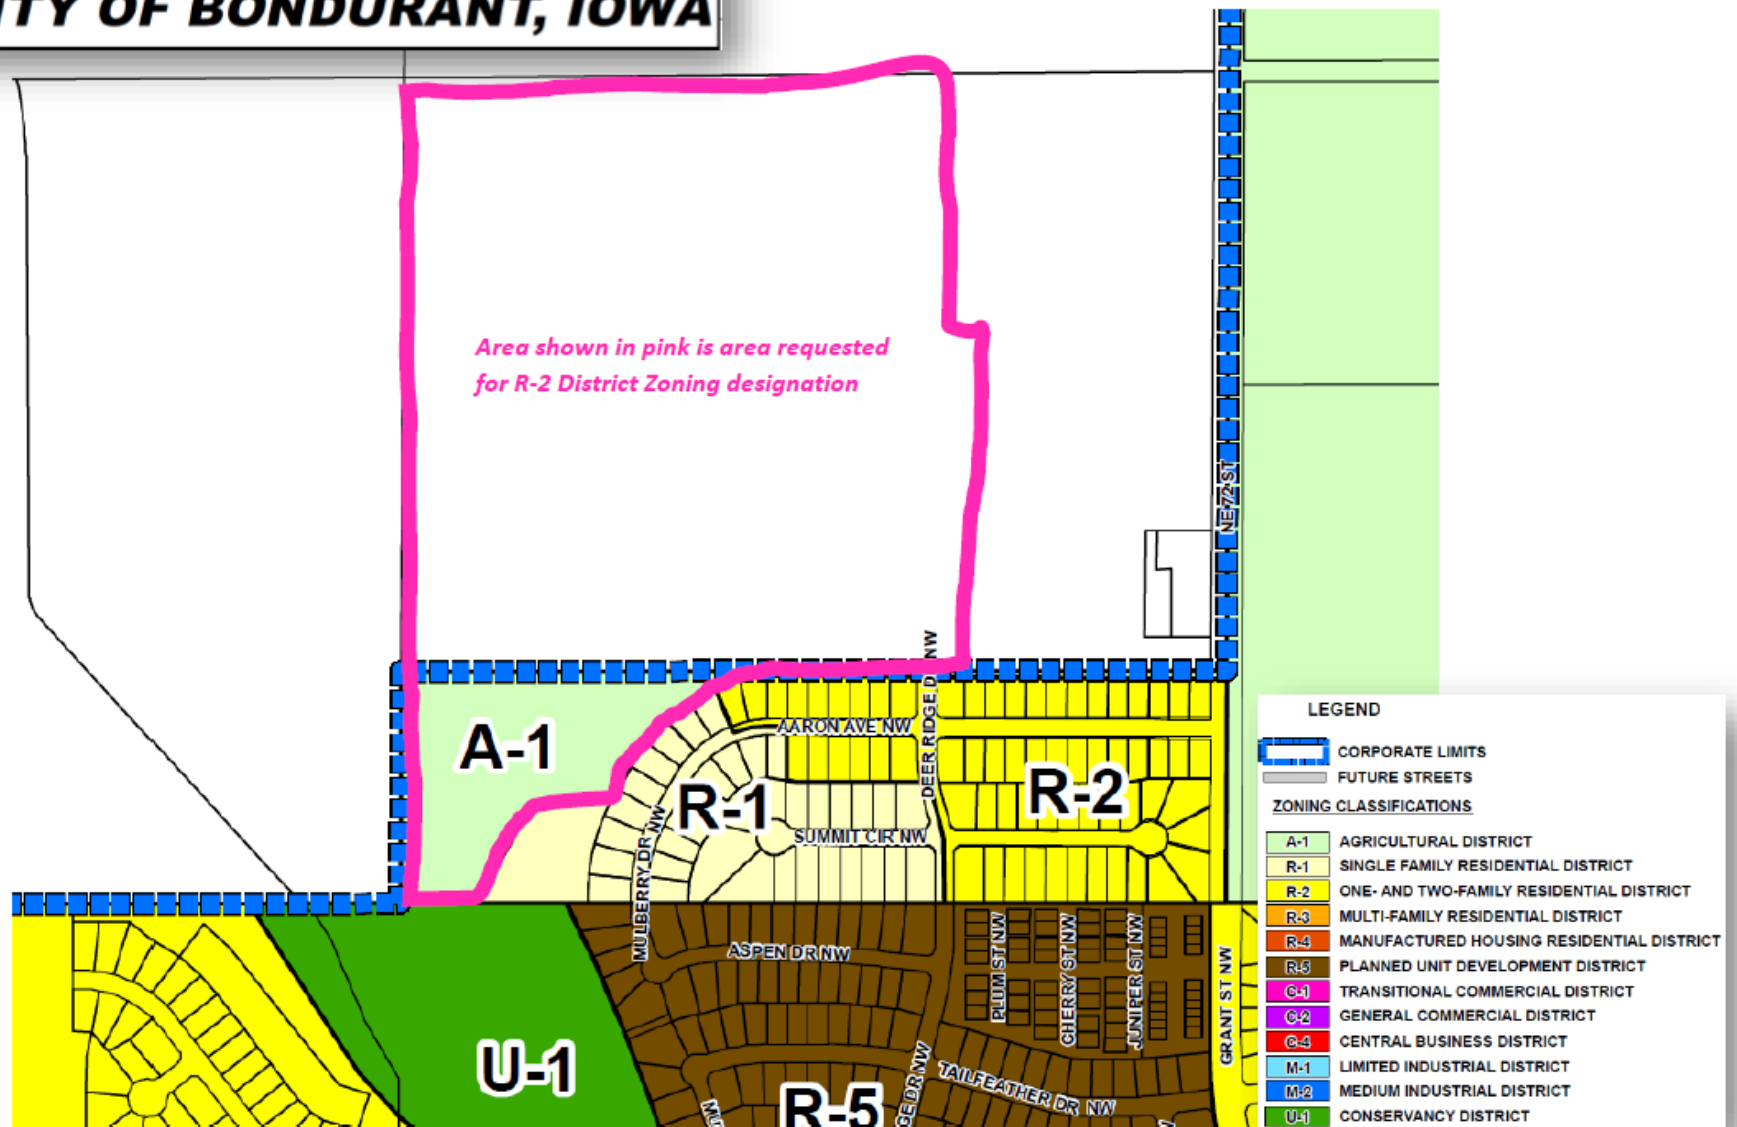 ITY OF BONDURANT, IOWA
Area shown in pink is area requested
for R-2 District Zoning designation
NE 72 ST
A-1
R-1
R-2
AARON AVE NW
DEER RIDGE DR NW
SUMMIT CIR NW
MULBERRY DR NW
ASPEN DR NW
PLUM ST NW
CHERRY ST NW
JUNIPER ST NW
GRANT ST NW
U-1
R-5
GE DR NW
TAILFEATHER DR NW
LEGEND
CORPORATE LIMITS
FUTURE STREETS
ZONING CLASSIFICATIONS
A-1 AGRICULTURAL DISTRICT
R-1 SINGLE FAMILY RESIDENTIAL DISTRICT
R-2 ONE- AND TWO-FAMILY RESIDENTIAL DISTRICT
R-3 MULTI-FAMILY RESIDENTIAL DISTRICT
R-4 MANUFACTURED HOUSING RESIDENTIAL DISTRICT
R-5 PLANNED UNIT DEVELOPMENT DISTRICT
C-1 TRANSITIONAL COMMERCIAL DISTRICT
C-2 GENERAL COMMERCIAL DISTRICT
C-4 CENTRAL BUSINESS DISTRICT
M-1 LIMITED INDUSTRIAL DISTRICT
M-2 MEDIUM INDUSTRIAL DISTRICT
U-1 CONSERVANCY DISTRICT